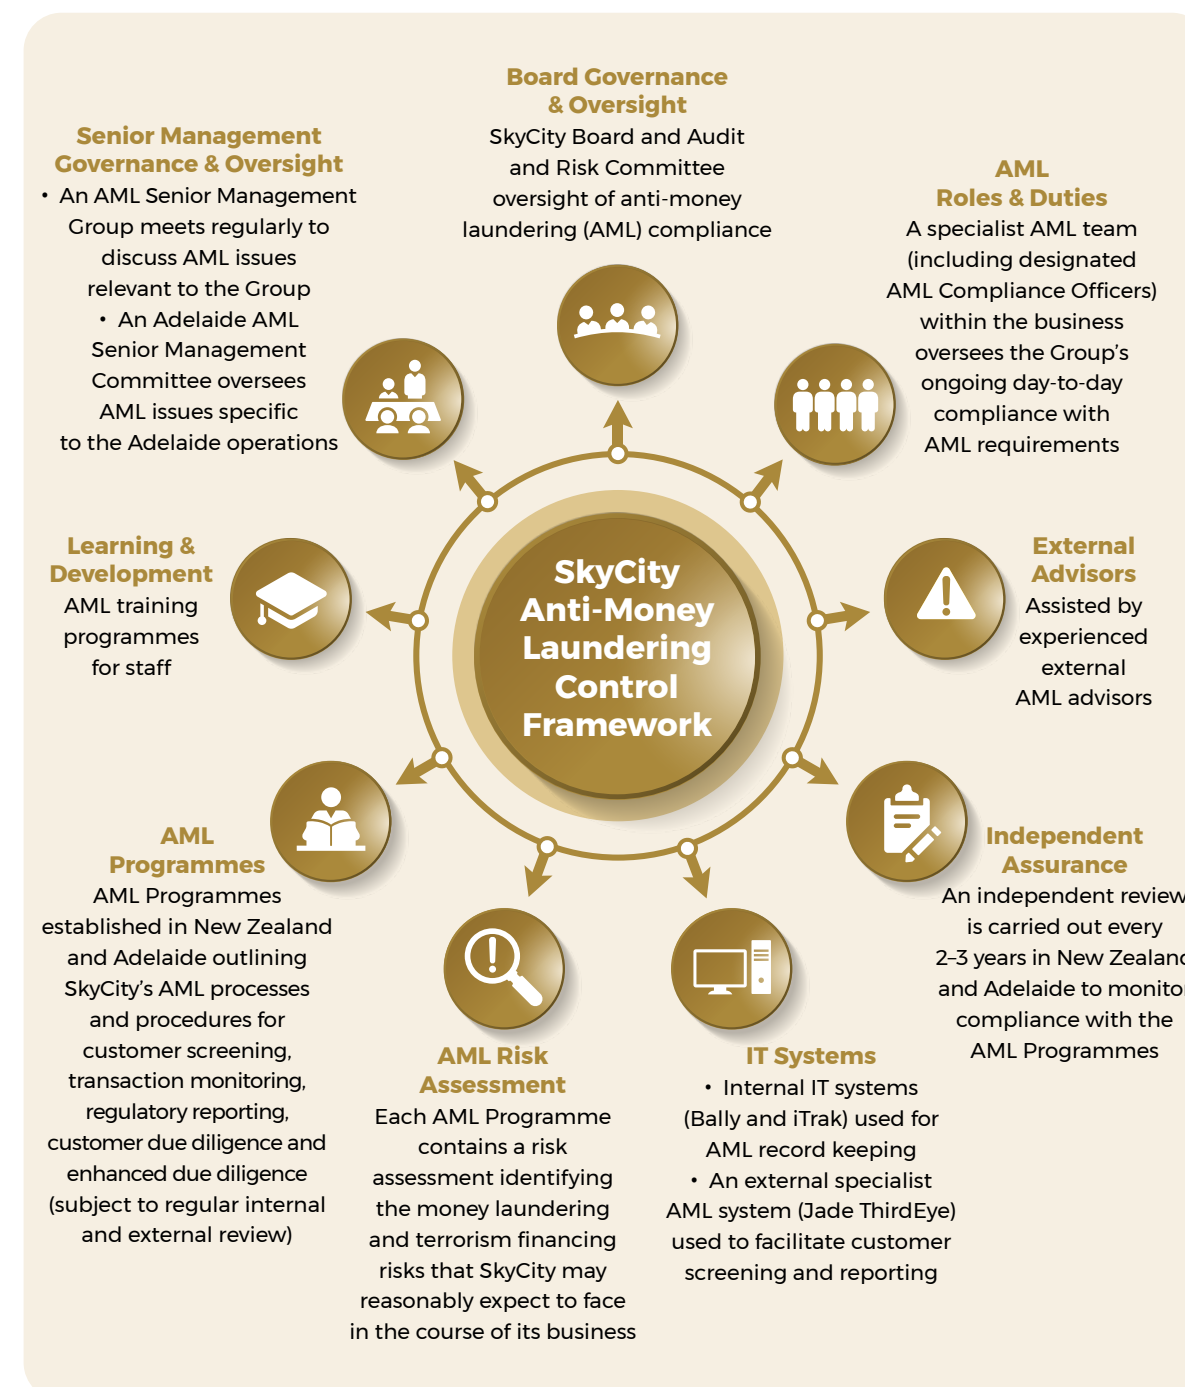 Board Governance
& Oversight
SkyCity Board and Audit
and Risk Committee
oversight of anti-money
laundering (AML) compliance
Senior Management
Governance & Oversight
• An AML Senior Management
Group meets regularly to
discuss AML issues
relevant to the Group
• An Adelaide AML
Senior Management
Committee oversees
AML issues specific
to the Adelaide operations
AML
Roles & Duties
A specialist AML team
(including designated
AML Compliance Officers)
within the business
oversees the Group’s
ongoing day-to-day
compliance with
AML requirements
Learning &
Development
AML training
programmes
for staff
SkyCity
Anti-Money
Laundering
Control
Framework
External
Advisors
Assisted by
experienced
external
AML advisors
AML
Programmes
AML Programmes
established in New Zealand
and Adelaide outlining
SkyCity’s AML processes
and procedures for
customer screening,
transaction monitoring,
regulatory reporting,
customer due diligence and
enhanced due diligence
(subject to regular internal
and external review)
Independent
Assurance
An independent review
is carried out every
2–3 years in New Zealand
and Adelaide to monitor
compliance with the
AML Programmes
AML Risk
Assessment
Each AML Programme
contains a risk
assessment identifying
the money laundering
and terrorism financing
risks that SkyCity may
reasonably expect to face
in the course of its business
IT Systems
• Internal IT systems
(Bally and iTrak) used for
AML record keeping
• An external specialist
AML system (Jade ThirdEye)
used to facilitate customer
screening and reporting